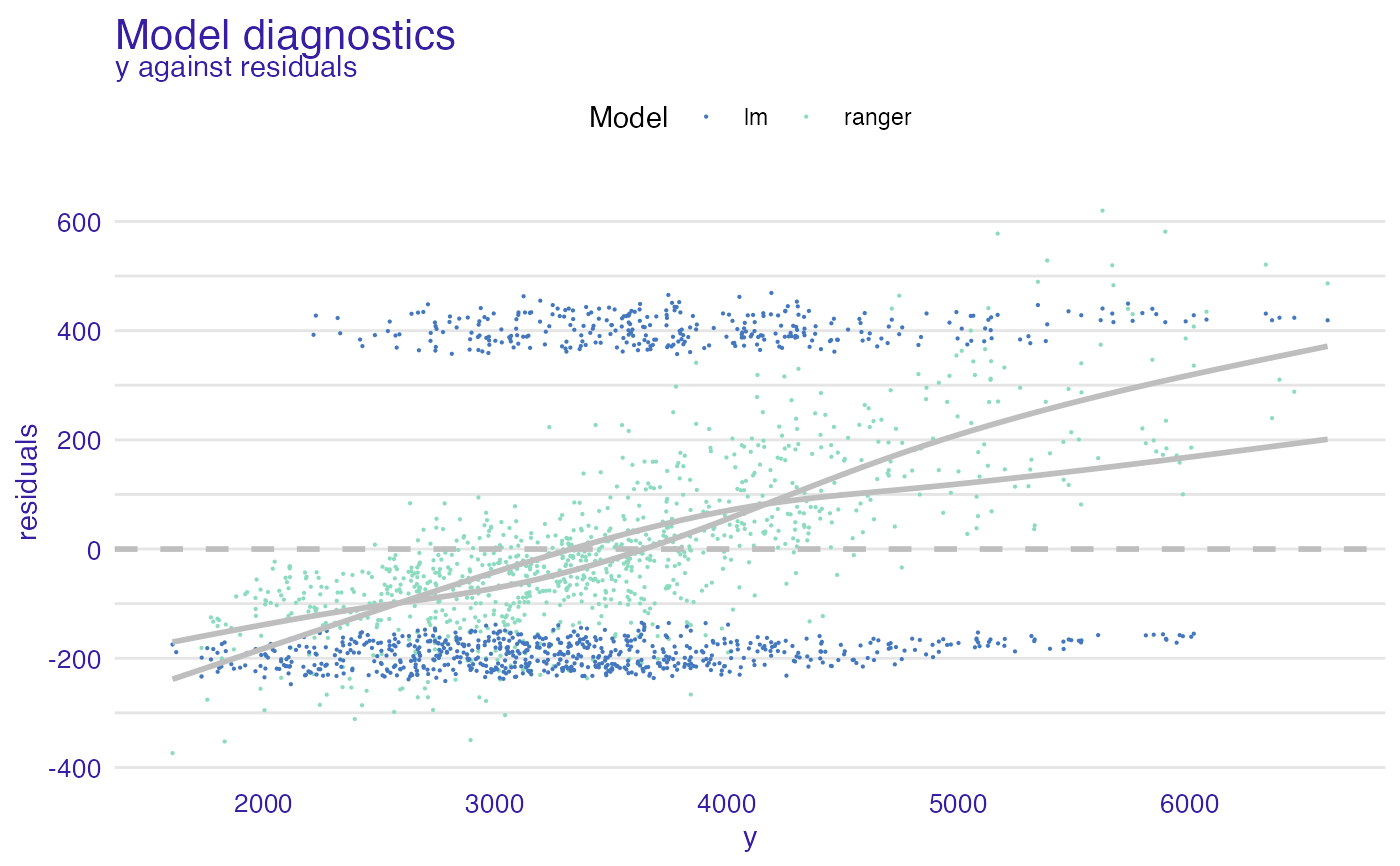 Model diagnostics
y against residuals
Model lm ranger
600
400
200
0
-200
-400
residuals
2000 3000 4000 5000 6000
y